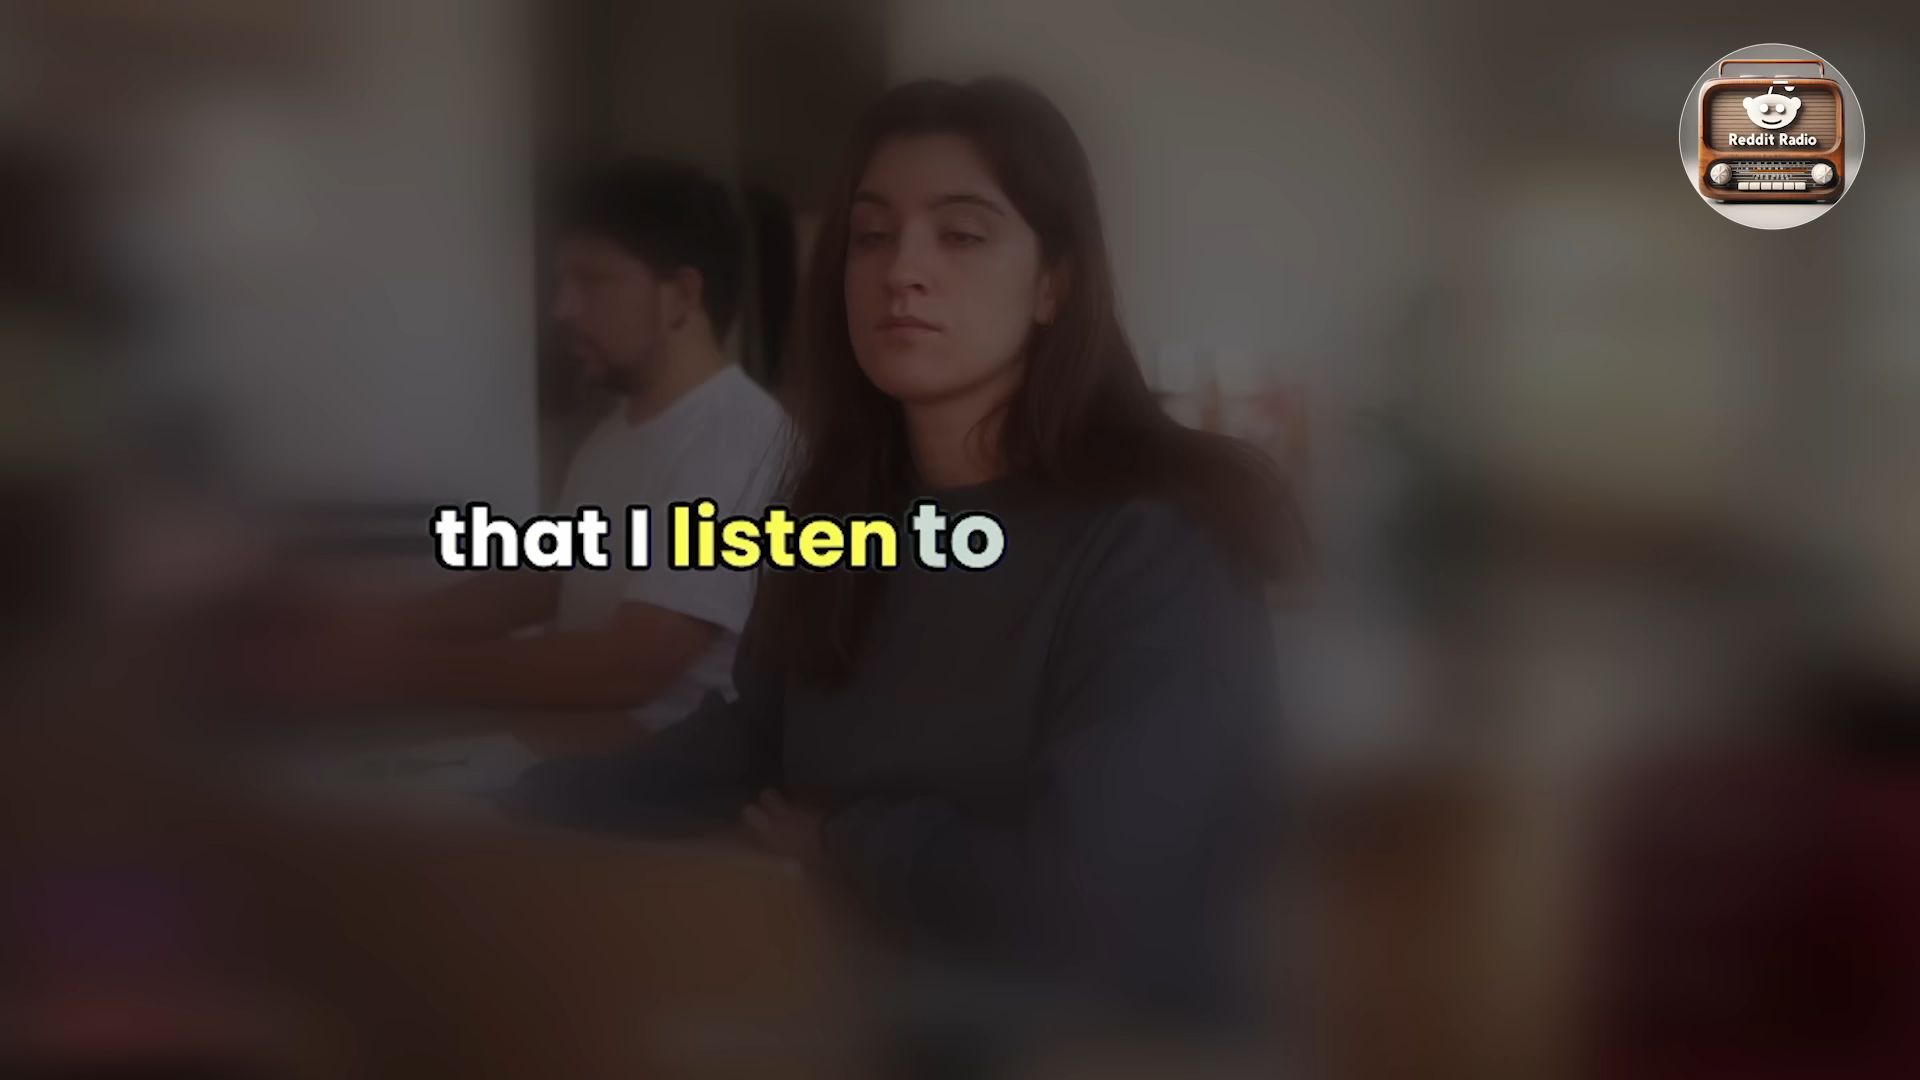 Reddit Radio
that I listen to